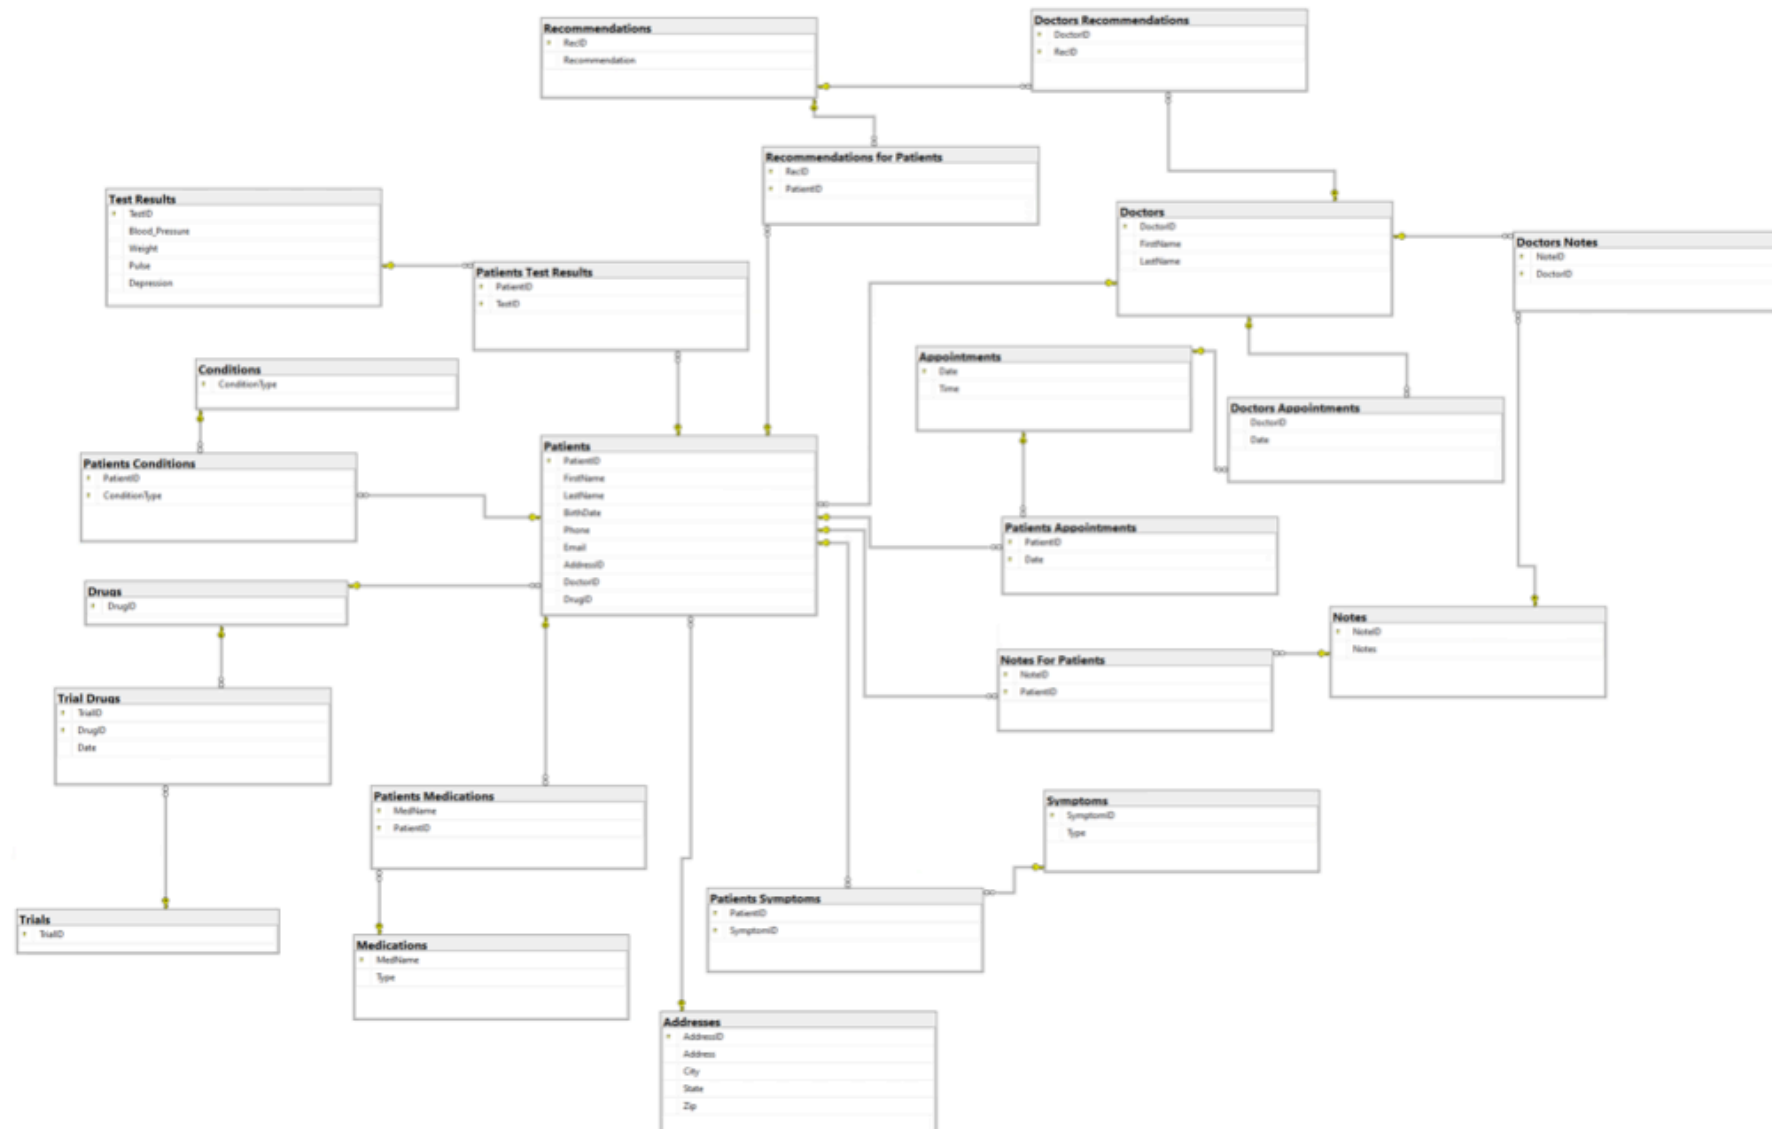 Recommendations
RecID
Recommendation
Doctors Recommendations
DoctorID
RecID
Recommendations for Patients
RecID
PatientID
Test Results
TestID
Blood_Pressure
Weight
Pulse
Depression
Patients Test Results
PatientID
TestID
Doctors
DoctorID
FirstName
LastName
Doctors Notes
NoteID
DoctorID
Conditions
ConditionType
Appointments
Date
Time
Doctors Appointments
DoctorID
Date
Patients Conditions
PatientID
ConditionType
Patients
PatientID
FirstName
LastName
BirthDate
Phone
Email
AddressID
DoctorID
DrugID
Patients Appointments
PatientID
Date
Drugs
DrugID
Notes
NoteID
Notes
Notes For Patients
NoteID
PatientID
Trial Drugs
TrialID
DrugID
Date
Patients Medications
MedName
PatientID
Symptoms
SymptomID
Type
Patients Symptoms
PatientID
SymptomID
Trials
TrialID
Medications
MedName
Type
Addresses
AddressID
Address
City
State
Zip